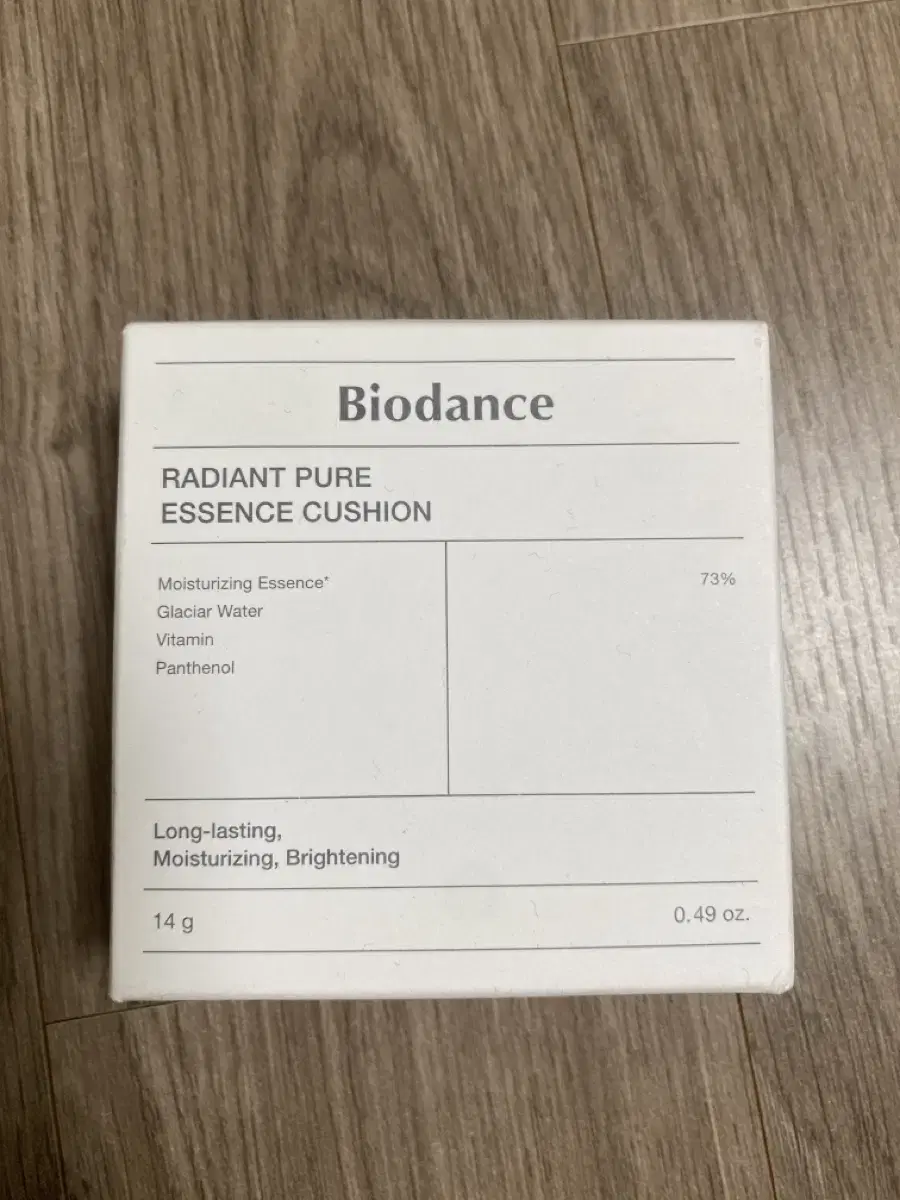 Biodance
RADIANT PURE
ESSENCE CUSHION
Moisturizing Essence* 73%
Glaciar Water
Vitamin
Panthenol
Long-lasting,
Moisturizing, Brightening
14 g 0.49 oz.